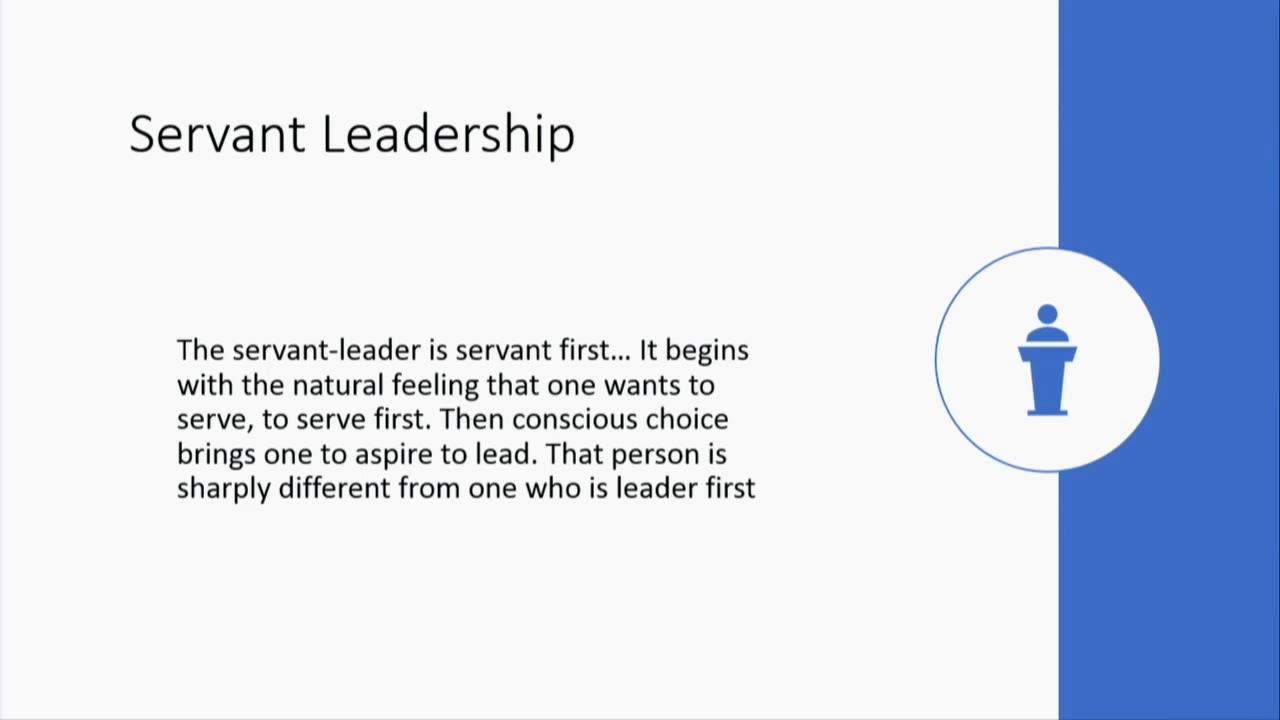 Servant Leadership
The servant-leader is servant first... It begins
with the natural feeling that one wants to
serve, to serve first. Then conscious choice
brings one to aspire to lead. That person is
sharply different from one who is leader first